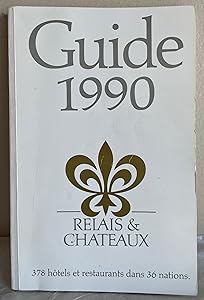 Guide
1990
RELAIS &
CHATEAUX
378 hôtels et restaurants dans 36 nations.